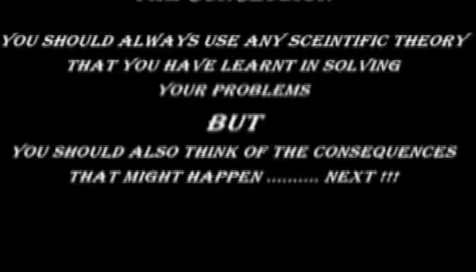 YOU SHOULD ALWAYS USE ANY SCEINTIFIC THEORY
THAT YOU HAVE LEARNT IN SOLVING
YOUR PROBLEMS
BUT
YOU SHOULD ALSO THINK OF THE CONSEQUENCES
THAT MIGHT HAPPEN .......... NEXT !!!